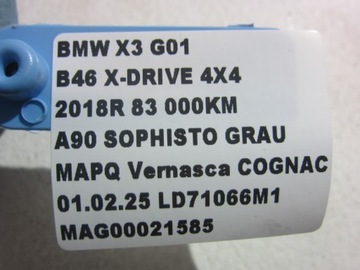 BMW X3 G01
B46 X-DRIVE 4X4
2018R 83 000KM
A90 SOPHISTO GRAU
MAPQ Vernasca COGNAC
01.02.25 LD71066M1
MAG00021585